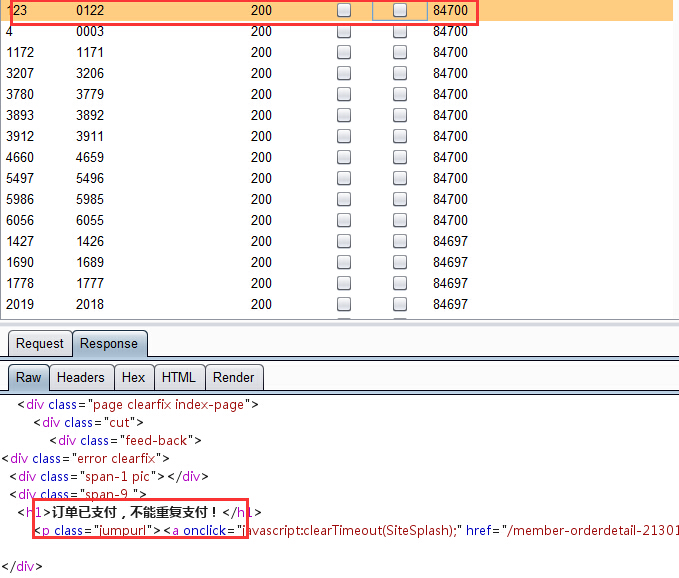 123 0122 200 84700
4 0003 200 84700
1172 1171 200 84700
3207 3206 200 84700
3780 3779 200 84700
3893 3892 200 84700
3912 3911 200 84700
4660 4659 200 84700
5497 5496 200 84700
5986 5985 200 84700
6056 6055 200 84700
1427 1426 200 84697
1690 1689 200 84697
1778 1777 200 84697
2019 2018 200 84697
Request Response
Raw Headers Hex HTML Render
<div class="page clearfix index-page">
<div class="cut">
<div class="feed-back">
<div class="error clearfix">
<div class="span-1 pic"></div>
<div class="span-9 ">
<h1>订单已支付，不能重复支付！</h1>
<p class="jumpurl"><a onclick="javascript:clearTimeout(SiteSplash);" href="/member-orderdetail-21301
</div>